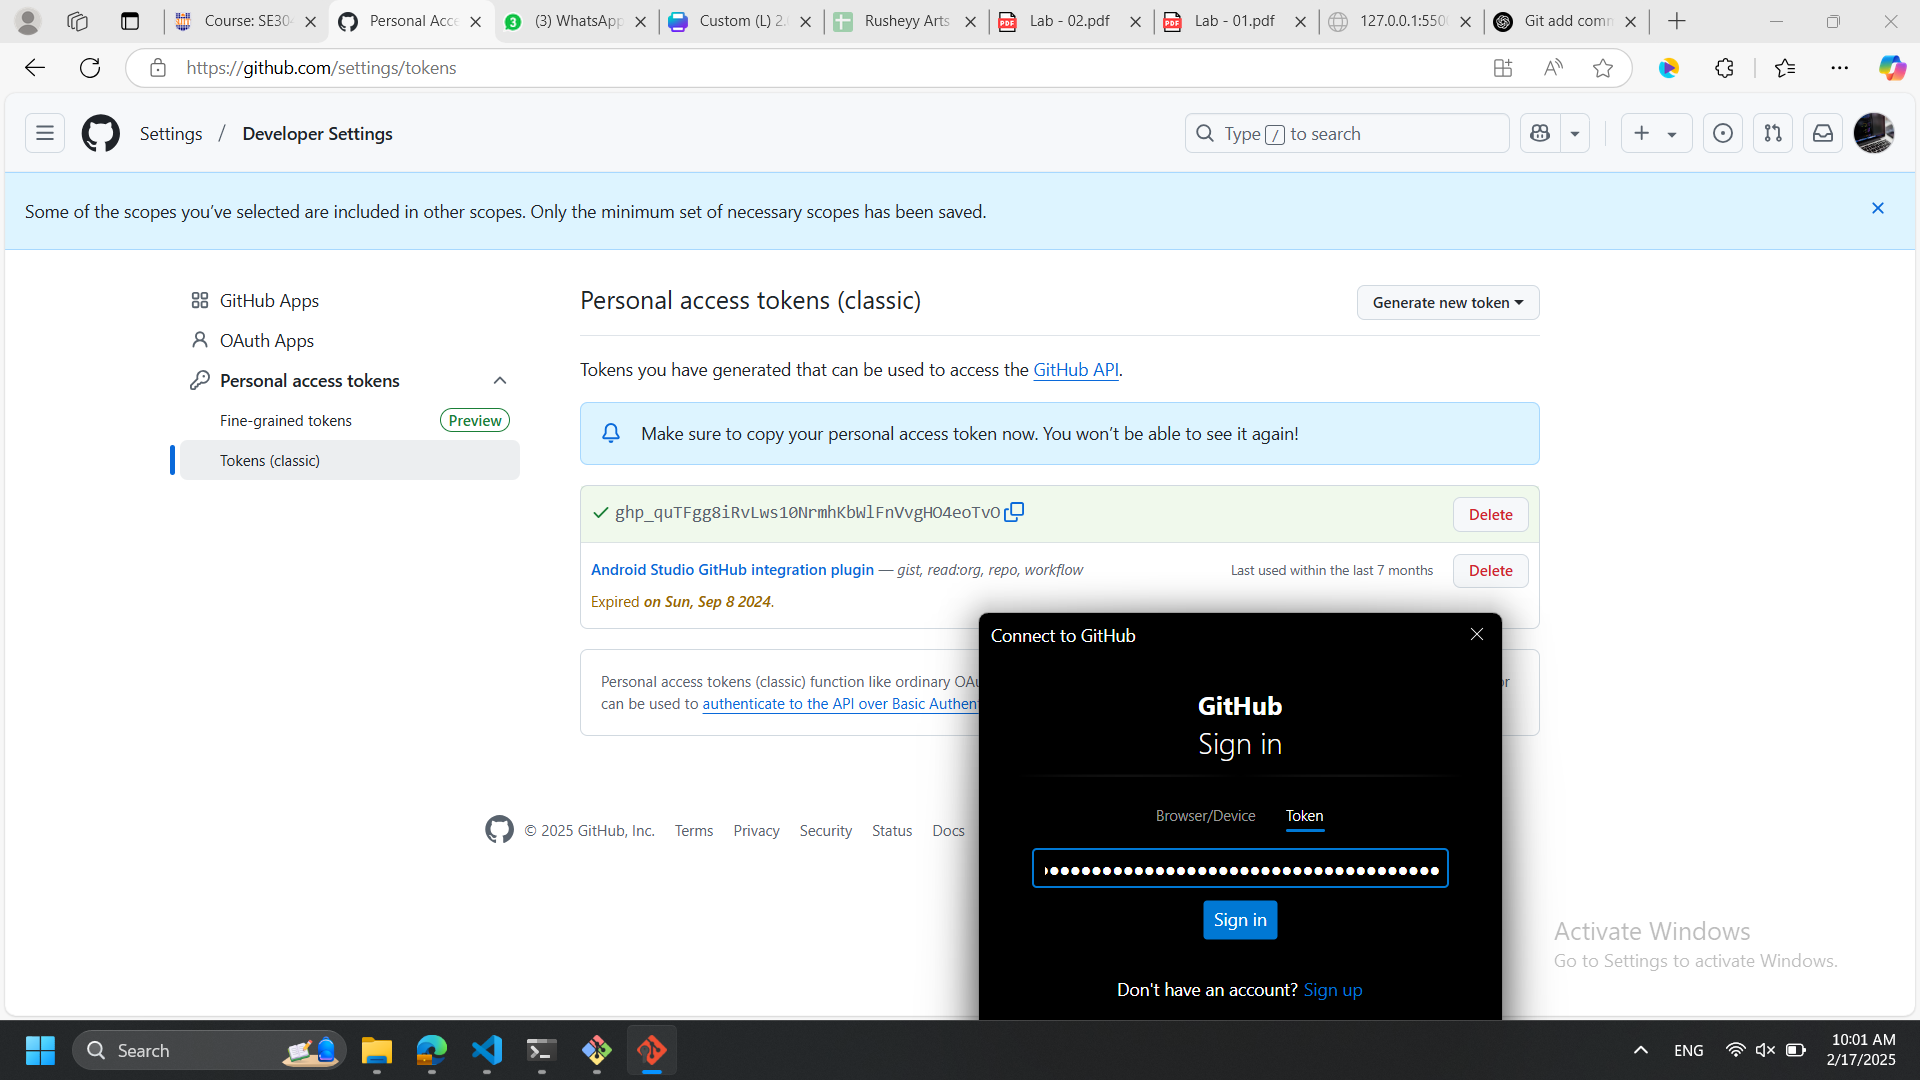 Course: SE304
Personal Acce
(3) WhatsApp
Custom (L) 2.
Rusheyy Arts
Lab - 02.pdf
Lab - 01.pdf
127.0.0.1:550
Git add comm
https://github.com/settings/tokens
Settings / Developer Settings
Type / to search
Some of the scopes you’ve selected are included in other scopes. Only the minimum set of necessary scopes has been saved.
GitHub Apps
OAuth Apps
Personal access tokens
Fine-grained tokens Preview
Tokens (classic)
Personal access tokens (classic)
Generate new token
Tokens you have generated that can be used to access the GitHub API.
Make sure to copy your personal access token now. You won’t be able to see it again!
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 Delete
Android Studio GitHub integration plugin — gist, read:org, repo, workflow Last used within the last 7 months Delete
Expired on Sun, Sep 8 2024.
Personal access tokens (classic) function like ordinary OAu
or
can be used to authenticate to the API over Basic Authen
Connect to GitHub
GitHub
Sign in
Browser/Device Token
Sign in
Don't have an account? Sign up
© 2025 GitHub, Inc. Terms Privacy Security Status Docs
Activate Windows
Go to Settings to activate Windows.
Search
ENG
10:01 AM
2/17/2025